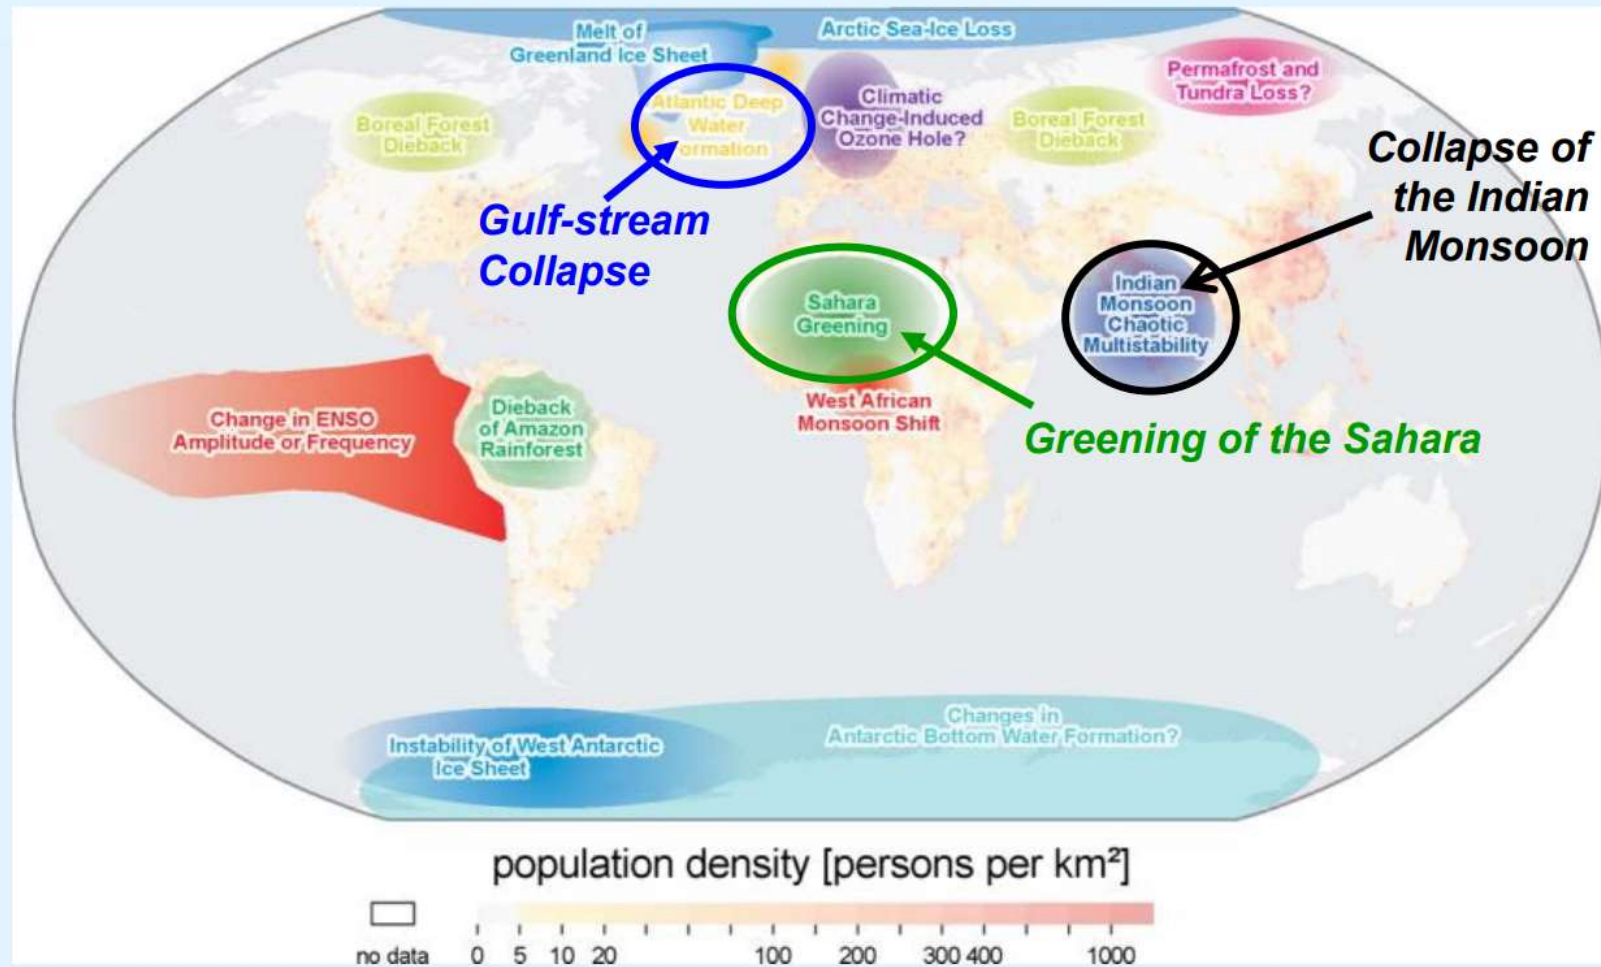 Melt of
Greenland Ice Sheet
Arctic Sea-Ice Loss
Atlantic Deep
Water
Formation
Climatic
Change-Induced
Ozone Hole?
Boreal Forest
Dieback
Boreal Forest
Dieback
Permafrost and
Tundra Loss?
Collapse of
the Indian
Monsoon
Gulf-stream
Collapse
Sahara
Greening
Indian
Monsoon
Chaotic
Multistability
West African
Monsoon Shift
Greening of the Sahara
Change in ENSO
Amplitude or Frequency
Dieback
of Amazon
Rainforest
Instability of West Antarctic
Ice Sheet
Changes in
Antarctic Bottom Water Formation?
population density [persons per km²]
no data 0 5 10 20 100 200 300 400 1000